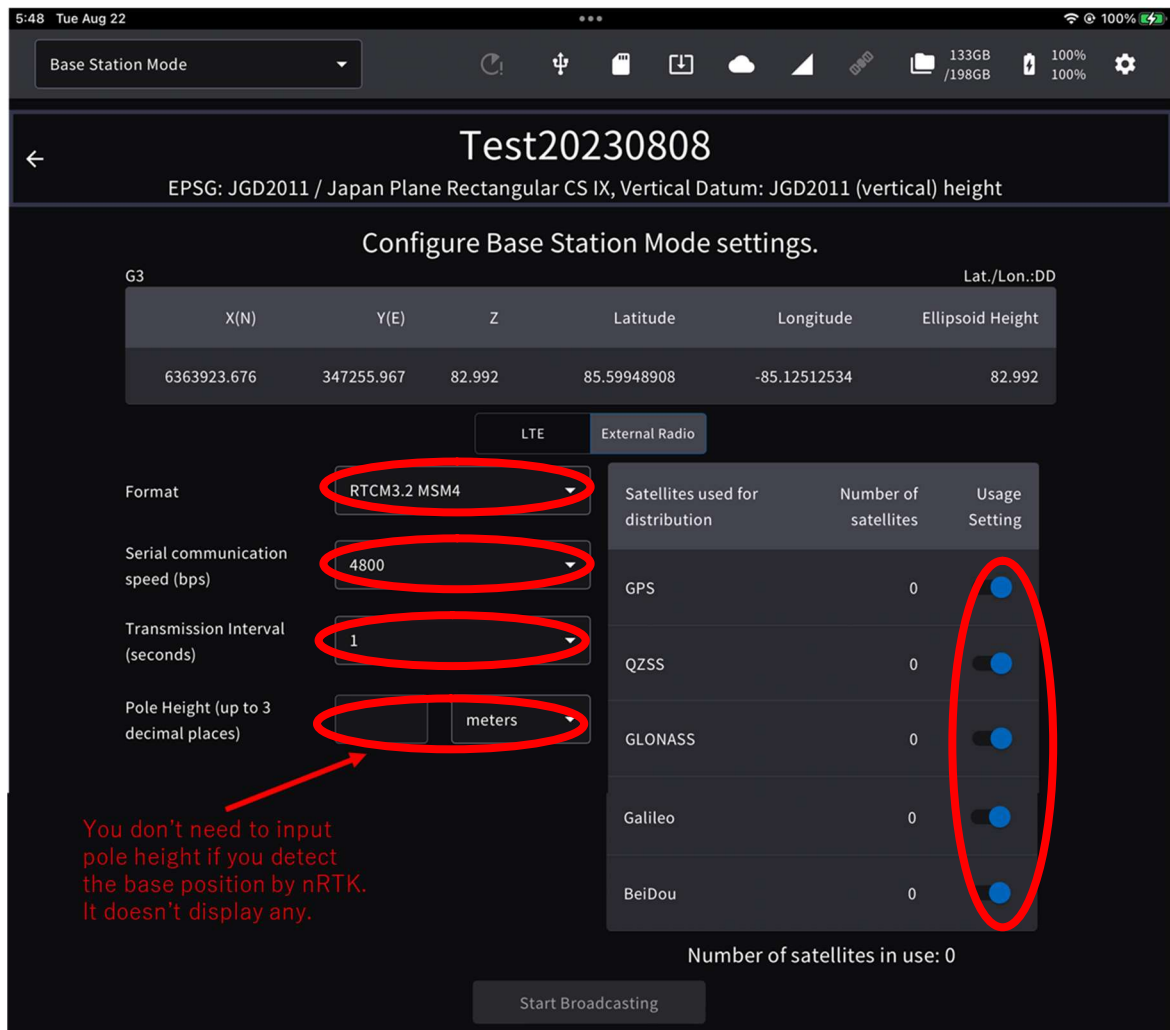 5:48 Tue Aug 22
100%
Base Station Mode
133GB
/198GB
100%
100%
Test20230808
EPSG: JGD2011 / Japan Plane Rectangular CS IX, Vertical Datum: JGD2011 (vertical) height
Configure Base Station Mode settings.
G3
Lat./Lon.:DD
X(N) Y(E) Z Latitude Longitude Ellipsoid Height
6363923.676 347255.967 82.992 85.59948908 -85.12512534 82.992
LTE External Radio
Format
RTCM3.2 MSM4
Serial communication
speed (bps)
4800
Transmission Interval
(seconds)
1
Pole Height (up to 3
decimal places)
meters
You don't need to input
pole height if you detect
the base position by nRTK.
It doesn't display any.
Satellites used for
distribution
Number of
satellites
Usage
Setting
GPS 0
QZSS 0
GLONASS 0
Galileo 0
BeiDou 0
Number of satellites in use: 0
Start Broadcasting